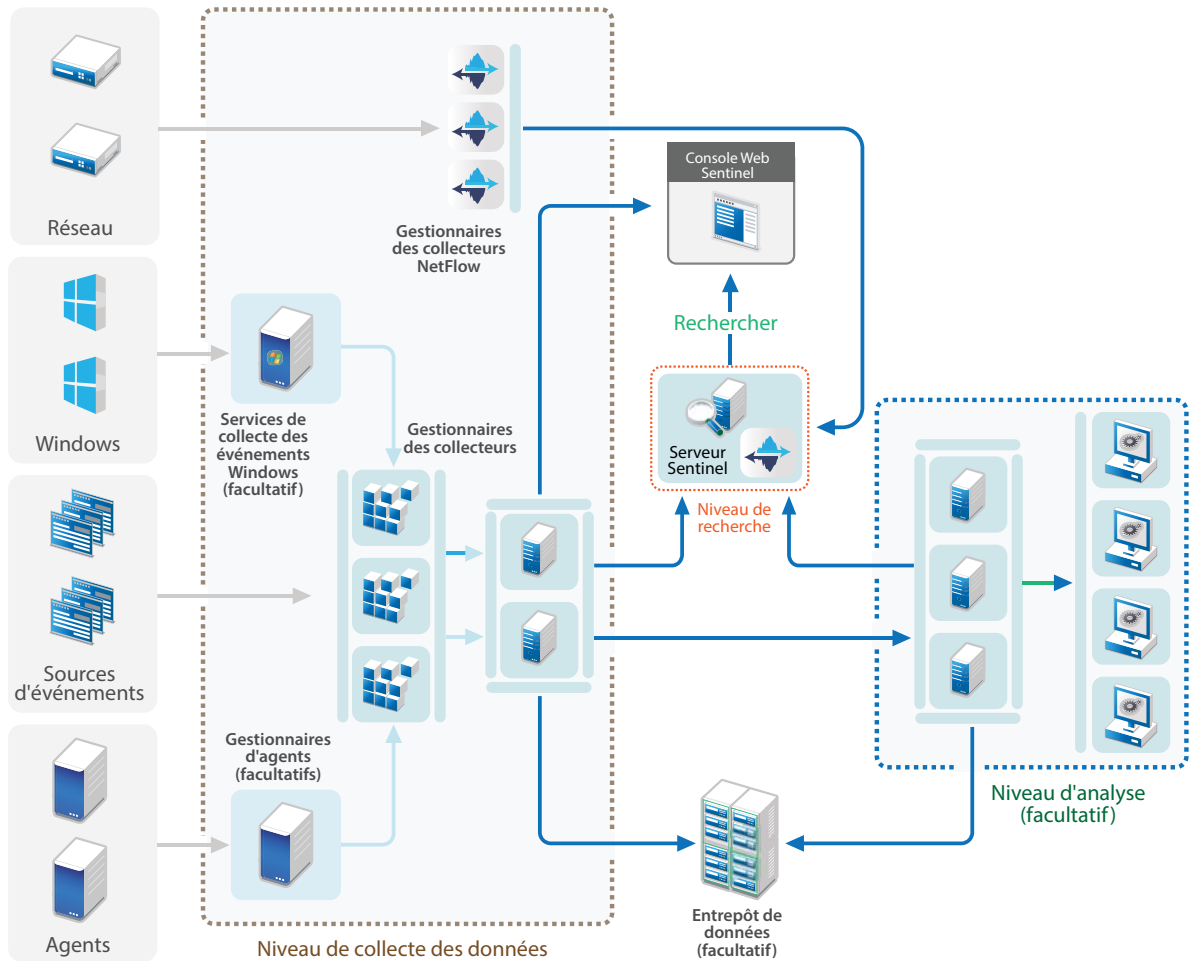 Réseau
Windows
Sources
d'événements
Agents
Gestionnaires
des collecteurs
NetFlow
Services de
collecte des
événements
Windows
(facultatif)
Gestionnaires
des collecteurs
Gestionnaires
d'agents
(facultatifs)
Niveau de collecte des données
Console Web
Sentinel
Rechercher
Serveur
Sentinel
Niveau de
recherche
Entrepôt de
données
(facultatif)
Niveau d'analyse
(facultatif)